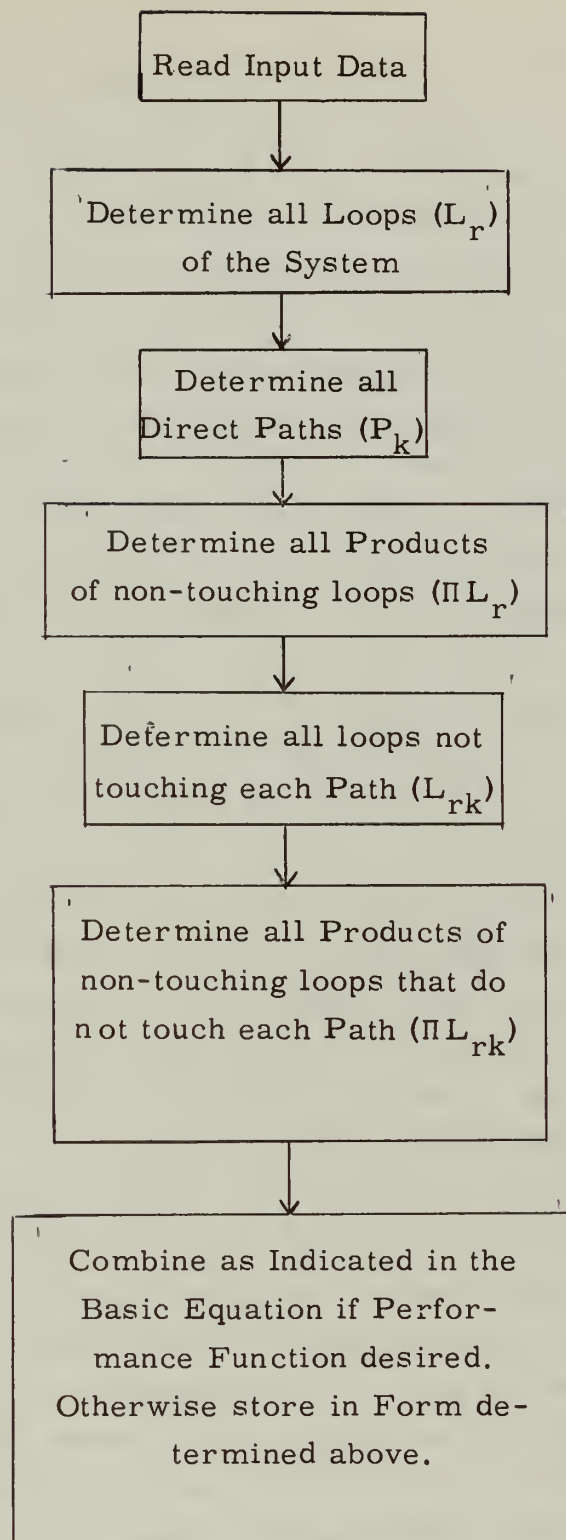 Read Input Data
Determine all Loops (L_r)
of the System
Determine all
Direct Paths (P_k)
Determine all Products
of non-touching loops (ΠL_r)
Determine all loops not
touching each Path (L_rk)
Determine all Products of
non-touching loops that do
not touch each Path (ΠL_rk)
Combine as Indicated in the
Basic Equation if Perfor-
mance Function desired.
Otherwise store in Form de-
termined above.